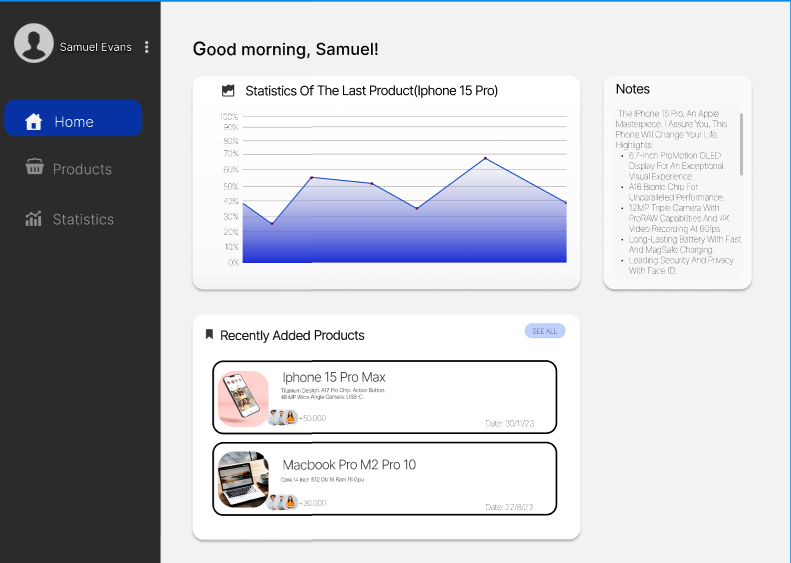 Samuel Evans
Home
Products
Statistics
Good morning, Samuel!
Statistics Of The Last Product(Iphone 15 Pro)
100%
90%
80%
70%
60%
50%
40%
30%
20%
10%
0%
Notes
The IPhone 15 Pro, An Apple
Masterpiece; I Assure You, This
Phone Will Change Your Life.
Highlights:
• 6.7-Inch ProMotion OLED
Display For An Exceptional
Visual Experience.
• A16 Bionic Chip For
Unparalleled Performance.
• 12MP Triple Camera With
ProRAW Capabilities And 4K
Video Recording At 60fps.
• Long-Lasting Battery With Fast
And MagSafe Charging.
• Leading Security And Privacy
With Face ID.
Recently Added Products
SEE ALL
Iphone 15 Pro Max
Titanium Design. A17 Pro Chip. Action Button.
48 MP Wide Angle Camera. USB-C.
+50.000
Date: 30/11/23
Macbook Pro M2 Pro 10
Core 14 Inch 512 Gb 16 Ram 16 Gpu
+30.000
Date: 22/8/23